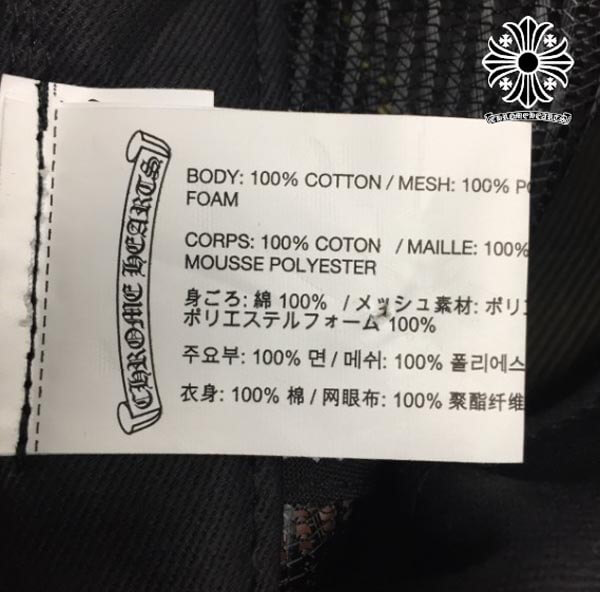 CHROME HEARTS
CHROME HEARTS
BODY: 100% COTTON / MESH: 100%
FOAM
CORPS: 100% COTON / MAILLE: 100%
MOUSSE POLYESTER
身ごろ: 綿 100% / メッシュ素材: ポリ
ポリエステルフォーム 100%
주요부: 100% 면 / 메쉬: 100% 폴리에스
衣身: 100% 棉 / 网眼布: 100% 聚酯纤维